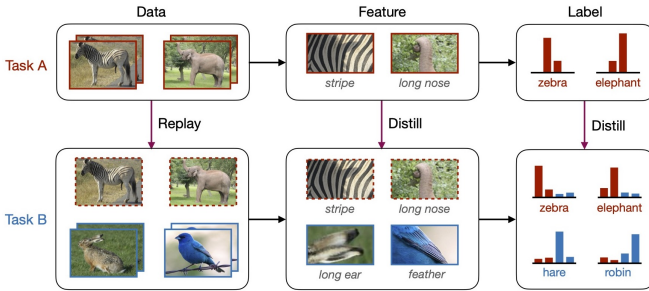 Data Feature Label
Task A
stripe long nose
zebra elephant
Replay Distill Distill
Task B
stripe long nose
zebra elephant
long ear feather
hare robin